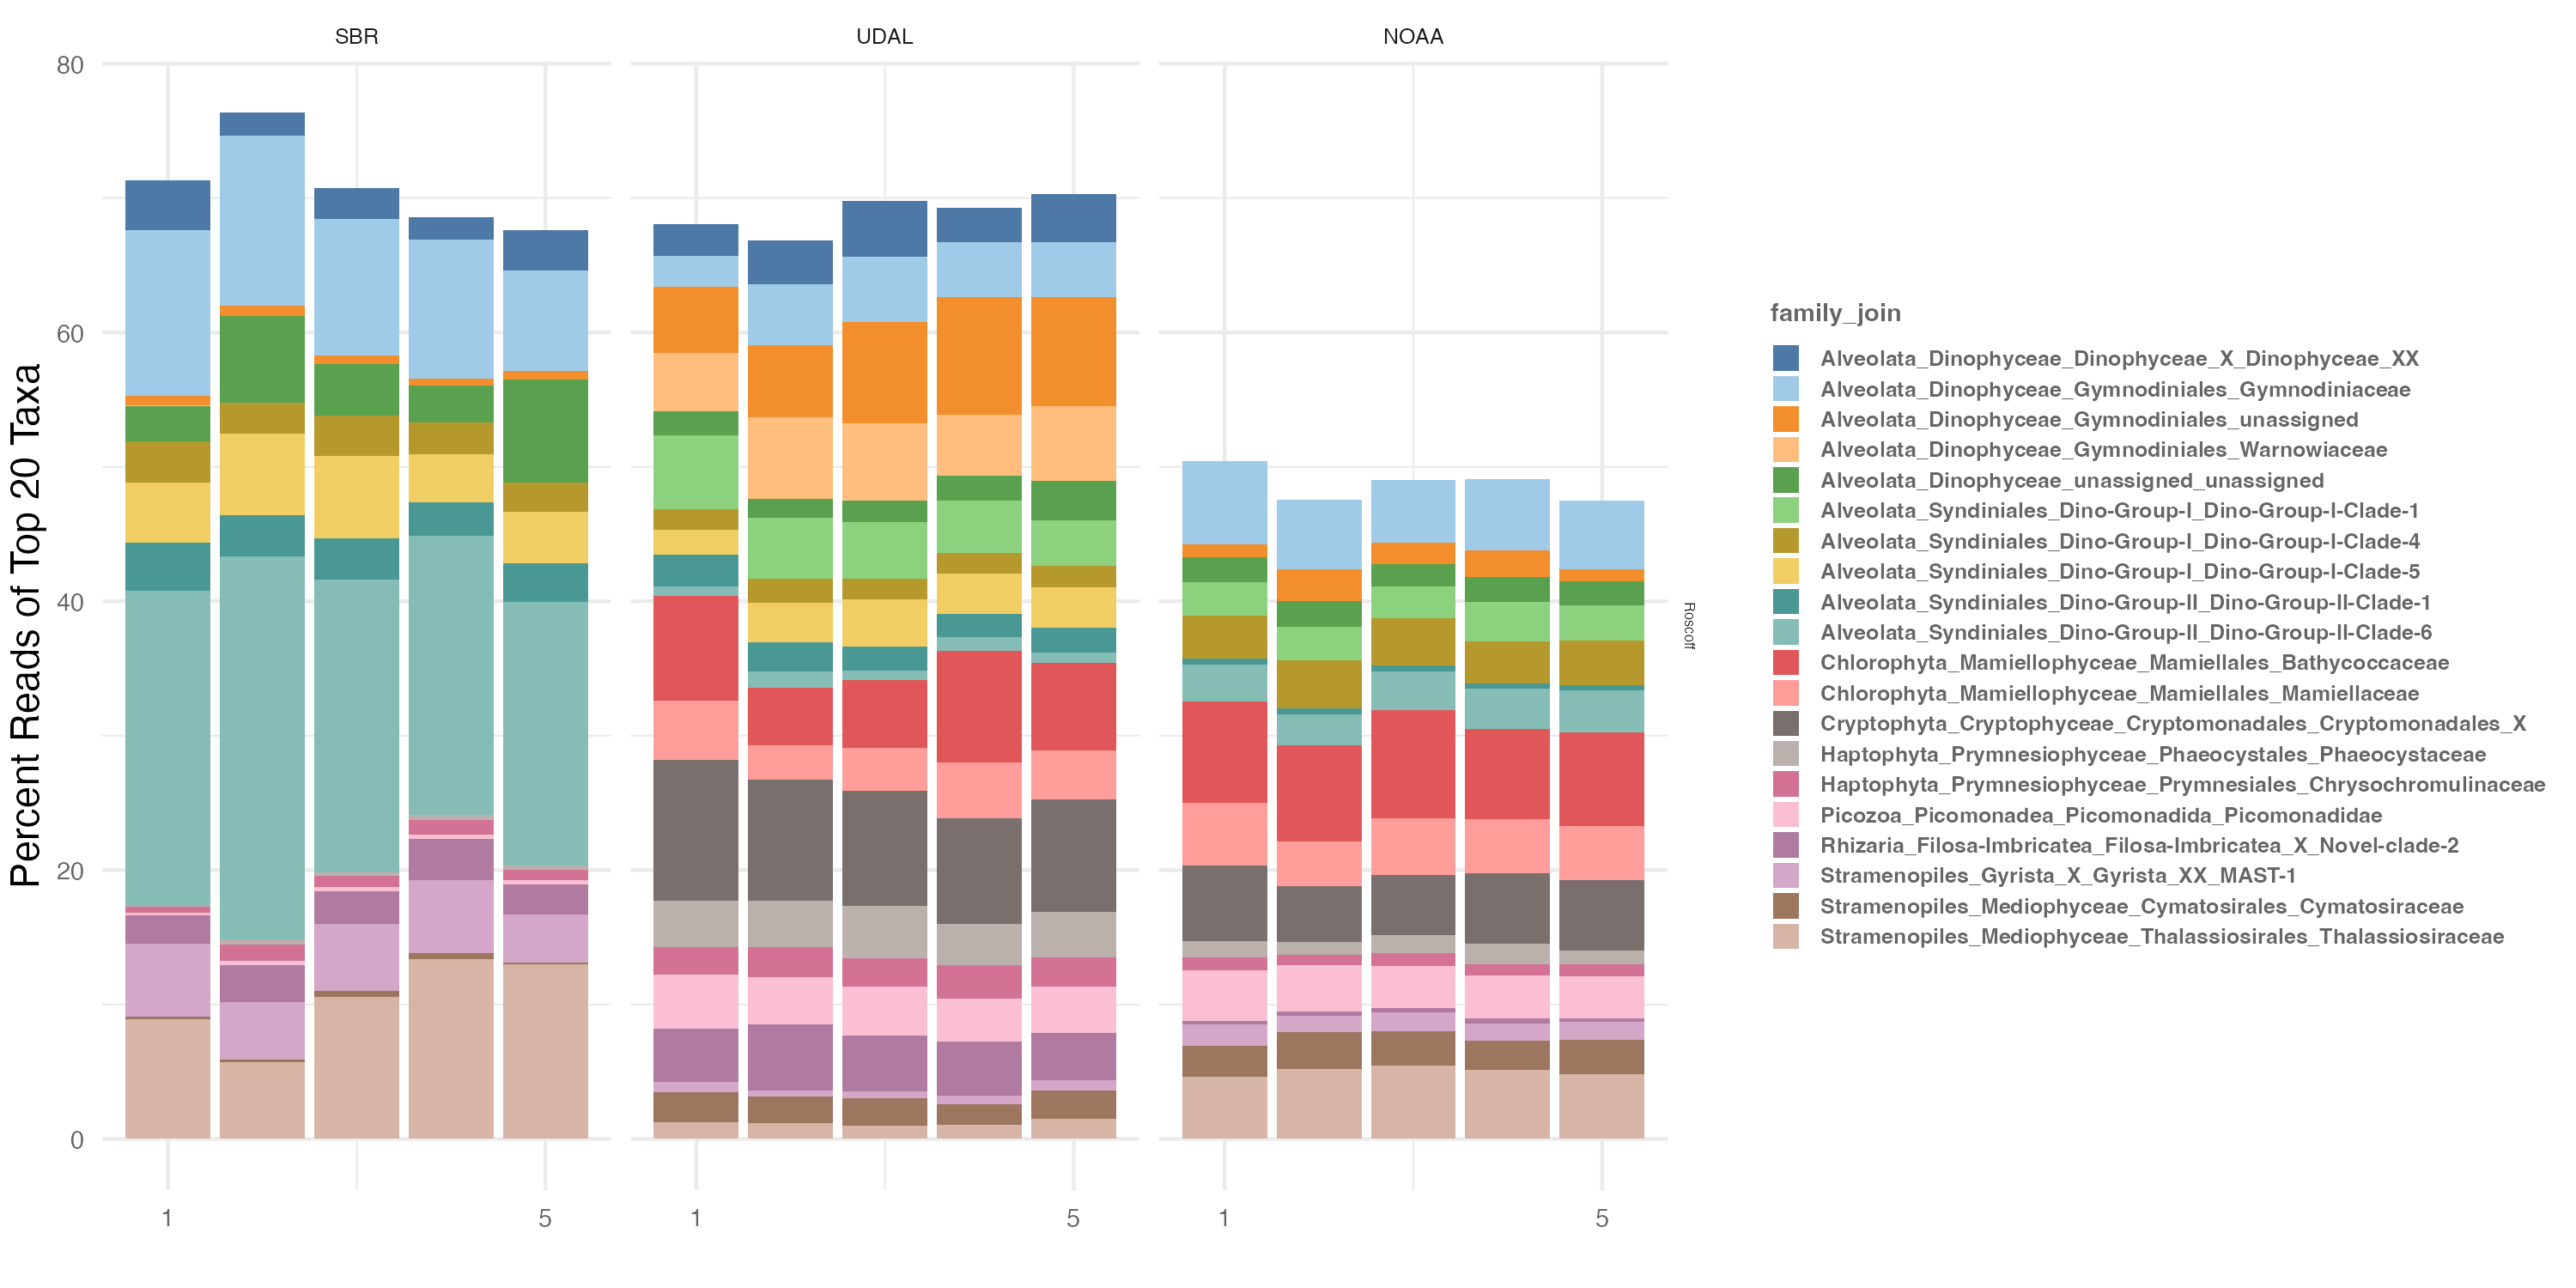 SBR
UDAL
NOAA
80
60
40
20
0
Percent Reads of Top 20 Taxa
1
5
1
5
1
5
Roscoff
family_join
Alveolata_Dinophyceae_Dinophyceae_X_Dinophyceae_XX
Alveolata_Dinophyceae_Gymnodiniales_Gymnodiniaceae
Alveolata_Dinophyceae_Gymnodiniales_unassigned
Alveolata_Dinophyceae_Gymnodiniales_Warnowiaceae
Alveolata_Dinophyceae_unassigned_unassigned
Alveolata_Syndiniales_Dino-Group-I_Dino-Group-I-Clade-1
Alveolata_Syndiniales_Dino-Group-I_Dino-Group-I-Clade-4
Alveolata_Syndiniales_Dino-Group-I_Dino-Group-I-Clade-5
Alveolata_Syndiniales_Dino-Group-II_Dino-Group-II-Clade-1
Alveolata_Syndiniales_Dino-Group-II_Dino-Group-II-Clade-6
Chlorophyta_Mamiellophyceae_Mamiellales_Bathycoccaceae
Chlorophyta_Mamiellophyceae_Mamiellales_Mamiellaceae
Cryptophyta_Cryptophyceae_Cryptomonadales_Cryptomonadales_X
Haptophyta_Prymnesiophyceae_Phaeocystales_Phaeocystaceae
Haptophyta_Prymnesiophyceae_Prymnesiales_Chrysochromulinaceae
Picozoa_Picomonadea_Picomonadida_Picomonadidae
Rhizaria_Filosa-Imbricatea_Filosa-Imbricatea_X_Novel-clade-2
Stramenopiles_Gyrista_X_Gyrista_XX_MAST-1
Stramenopiles_Mediophyceae_Cymatosirales_Cymatosiraceae
Stramenopiles_Mediophyceae_Thalassiosirales_Thalassiosiraceae